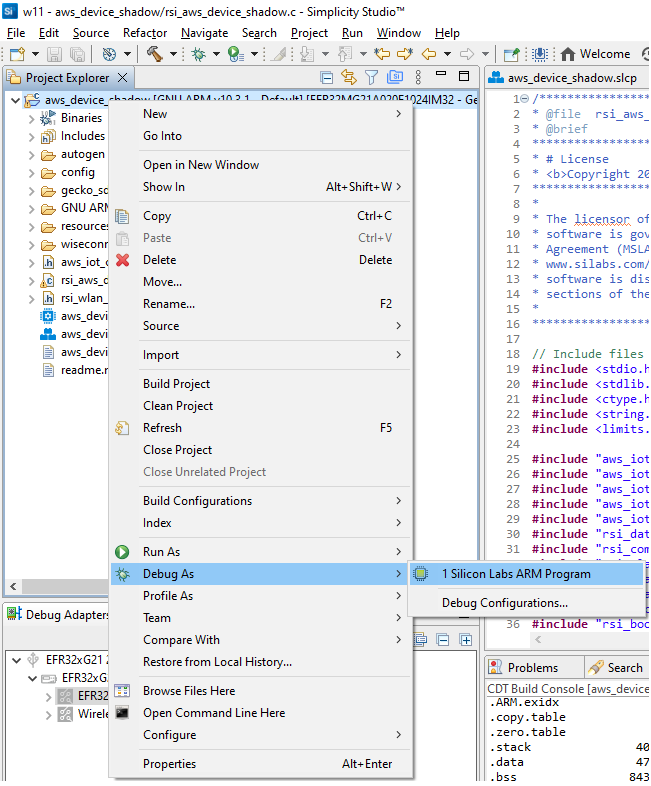 w11 - aws_device_shadow/rsi_aws_device_shadow.c - Simplicity Studio™
File Edit Source Refactor Navigate Search Project Run Window Help
Welcome
Project Explorer
aws_device_shadow [GNU ARM v10.3.1 - Default] [EFR32MG21A020F1024IM32 - Ge
Binaries
Includes
autogen
config
gecko_sd
GNU ARM
resources
wiseconn
aws_iot_c
rsi_aws_d
rsi_wlan_
aws_devi
aws_devi
aws_devi
readme.r
New
Go Into
Open in New Window
Show In Alt+Shift+W
Copy Ctrl+C
Paste Ctrl+V
Delete Delete
Move...
Rename... F2
Source
Import
Build Project
Clean Project
Refresh F5
Close Project
Close Unrelated Project
Build Configurations
Index
Run As
Debug As
Profile As
Team
Compare With
Restore from Local History...
Browse Files Here
Open Command Line Here
Configure
Properties Alt+Enter
1 Silicon Labs ARM Program
Debug Configurations...
aws_device_shadow.slcp
1 /*******************
2 * @file rsi_aws_
3 * @brief
4 ********************
5 * # License
6 * <b>Copyright 20
7 ********************
8 *
9 * The licensor of
10 * software is gov
11 * Agreement (MSLA
12 * www.silabs.com/
13 * software is dis
14 * sections of the
15 *
16 ********************
17
18 // Include files
19 #include <stdio.h
20 #include <stdlib.
21 #include <ctype.h
22 #include <string.
23 #include <limits.
24
25 #include "aws_iot
26 #include "aws_iot
27 #include "aws_iot
28 #include "aws_iot
29 #include "aws_iot
30 #include "rsi_dat
31 #include "rsi_com
36 #include "rsi_boo
Debug Adapters
EFR32xG21 2
EFR32xG
EFR32
Wirele
Problems Search
CDT Build Console [aws_device
.ARM.exidx
.copy.table
.zero.table
.stack 40
.data 47
.bss 843